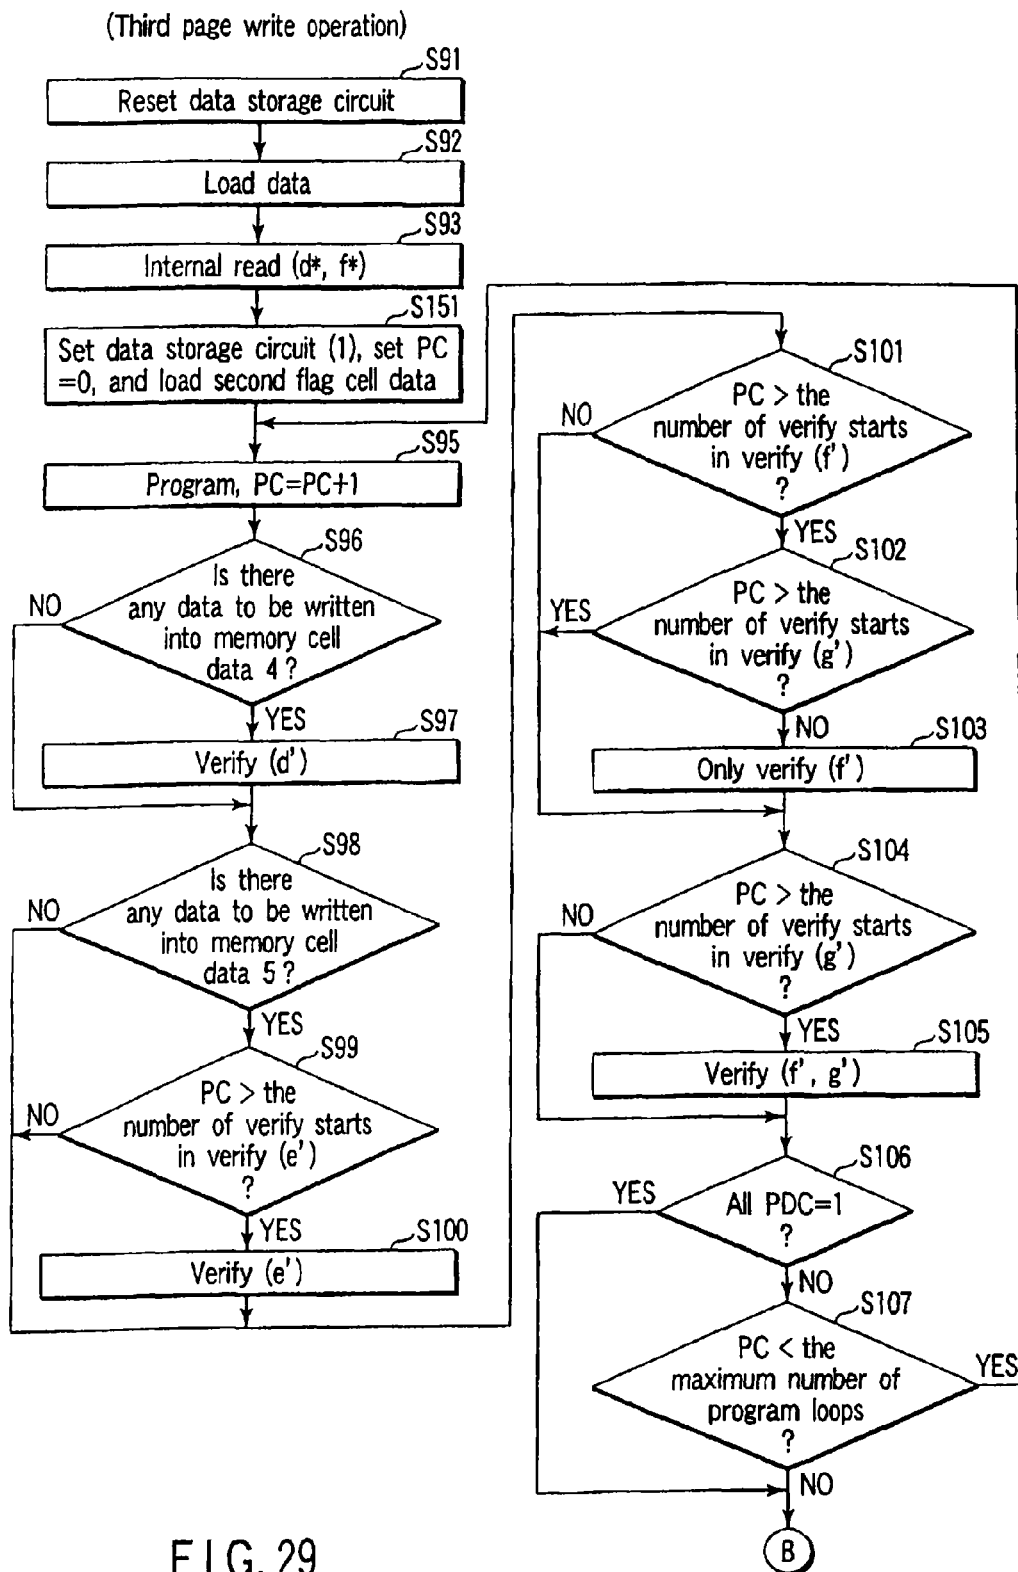 (Third page write operation)
S91
Reset data storage circuit
S92
Load data
S93
Internal read (d*, f*)
S151
Set data storage circuit (1), set PC
=0, and load second flag cell data
S95
Program, PC=PC+1
S96
Is there
any data to be written
into memory cell
data 4?
NO
YES
S97
Verify (d')
S98
Is there
any data to be written
into memory cell
data 5?
NO
YES
S99
PC > the
number of verify starts
in verify (e')
?
NO
YES
S100
Verify (e')
S101
PC > the
number of verify starts
in verify (f')
?
NO
YES
S102
PC > the
number of verify starts
in verify (g')
?
YES
NO
S103
Only verify (f')
S104
PC > the
number of verify starts
in verify (g')
?
NO
YES
S105
Verify (f', g')
S106
All PDC=1
?
YES
NO
S107
PC < the
maximum number of
program loops
?
YES
NO
B
FIG. 29